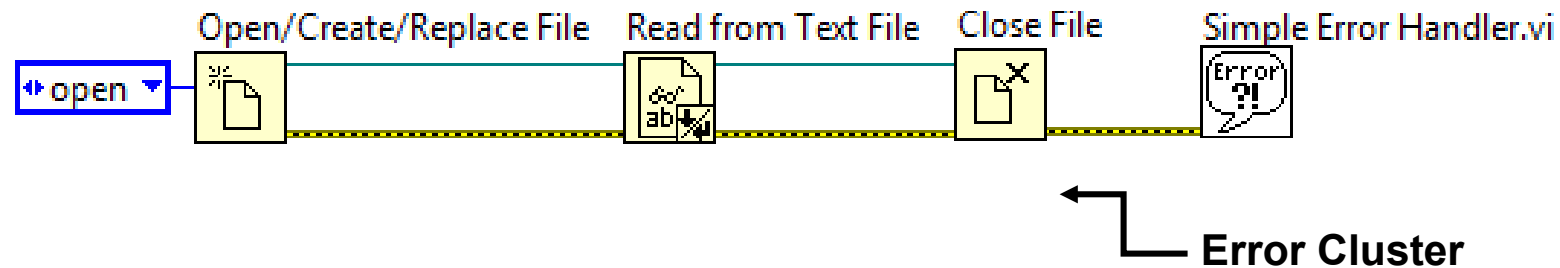 Open/Create/Replace File Read from Text File Close File Simple Error Handler.vi
open
ab
Error
?!
Error Cluster